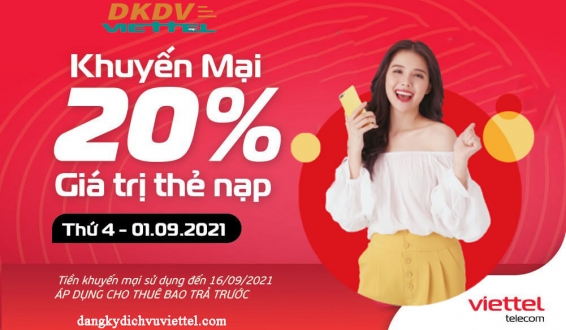 DKDV
VIETTEL
Khuyến Mại
20%
Giá trị thẻ nạp
Thứ 4 - 01.09.2021
Tiền khuyến mại sử dụng đến 16/09/2021
ÁP DỤNG CHO THUÊ BAO TRẢ TRƯỚC
dangkydichvuviettel.com
viettel
telecom